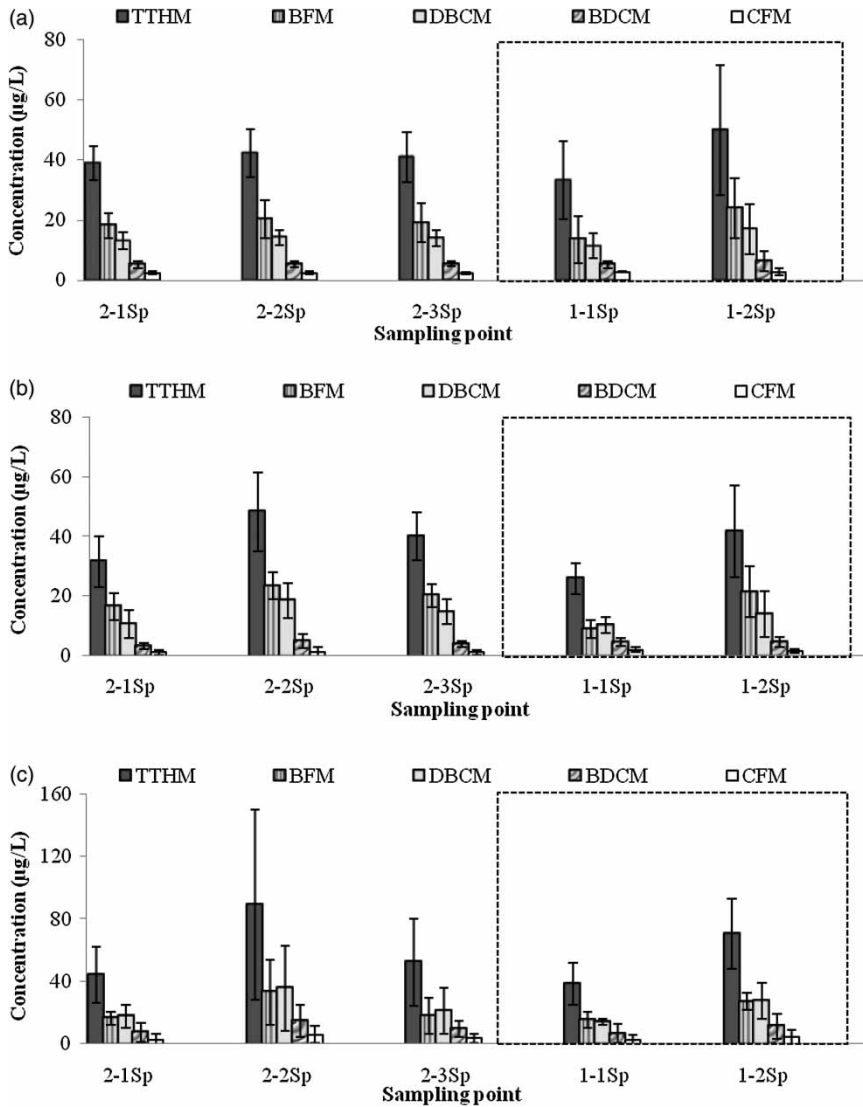 (a)
TTHM BFM DBCM BDCM CFM
Concentration (µg/L)
80
60
40
20
0
2-1Sp 2-2Sp 2-3Sp 1-1Sp 1-2Sp
Sampling point
(b)
TTHM BFM DBCM BDCM CFM
Concentration (µg/L)
80
60
40
20
0
2-1Sp 2-2Sp 2-3Sp 1-1Sp 1-2Sp
Sampling point
(c)
TTHM BFM DBCM BDCM CFM
Concentration (µg/L)
160
120
80
40
0
2-1Sp 2-2Sp 2-3Sp 1-1Sp 1-2Sp
Sampling point